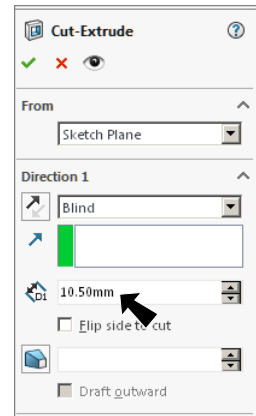 Cut-Extrude
From
Sketch Plane
Direction 1
Blind
D1 10.50mm
Flip side to cut
Draft outward